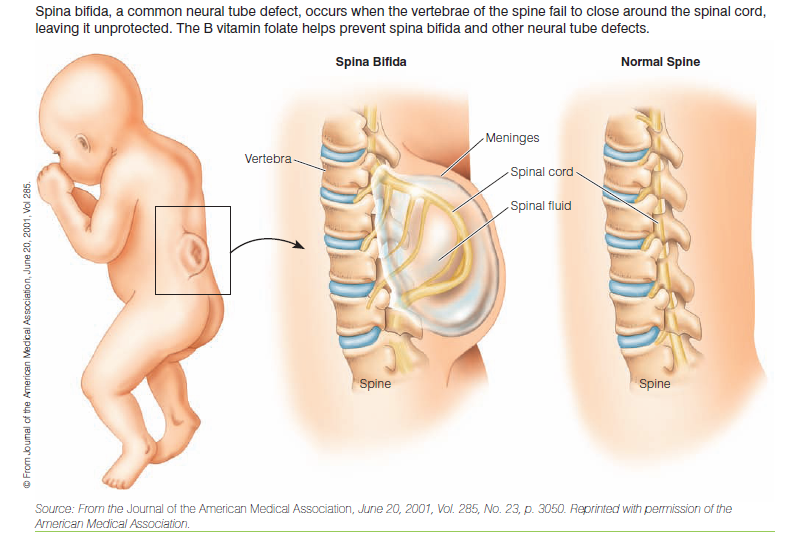 Spina bifida, a common neural tube defect, occurs when the vertebrae of the spine fail to close around the spinal cord,
leaving it unprotected. The B vitamin folate helps prevent spina bifida and other neural tube defects.
Spina Bifida
Normal Spine
Vertebra
Meninges
Spinal cord
Spinal fluid
Spine
Spine
© From Journal of the American Medical Association, June 20, 2001, Vol 285.
Source: From the Journal of the American Medical Association, June 20, 2001, Vol. 285, No. 23, p. 3050. Reprinted with permission of the
American Medical Association.